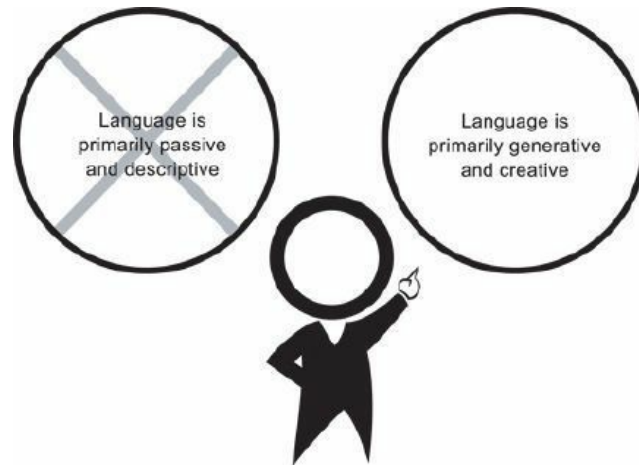 Language is
primarily passive
and descriptive
Language is
primarily generative
and creative